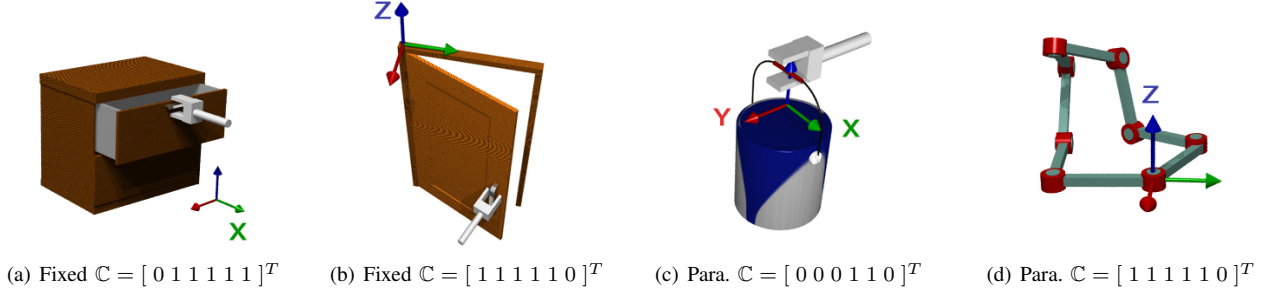 Z
X
Y X
Z
(a) Fixed ℂ = [ 0 1 1 1 1 1 ]ᵀ (b) Fixed ℂ = [ 1 1 1 1 1 0 ]ᵀ (c) Para. ℂ = [ 0 0 0 1 1 0 ]ᵀ (d) Para. ℂ = [ 1 1 1 1 1 0 ]ᵀ